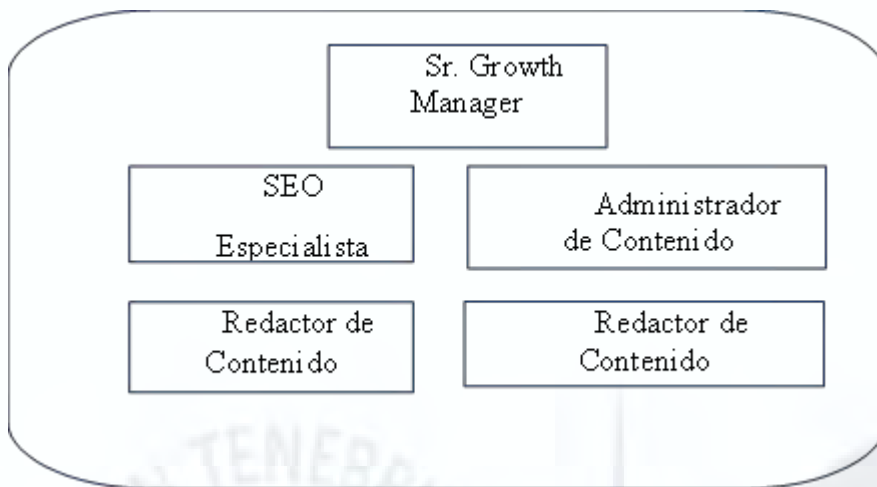 Sr. Growth
Manager
SEO
Especialista
Administrador
de Contenido
Redactor de
Contenido
Redactor de
Contenido